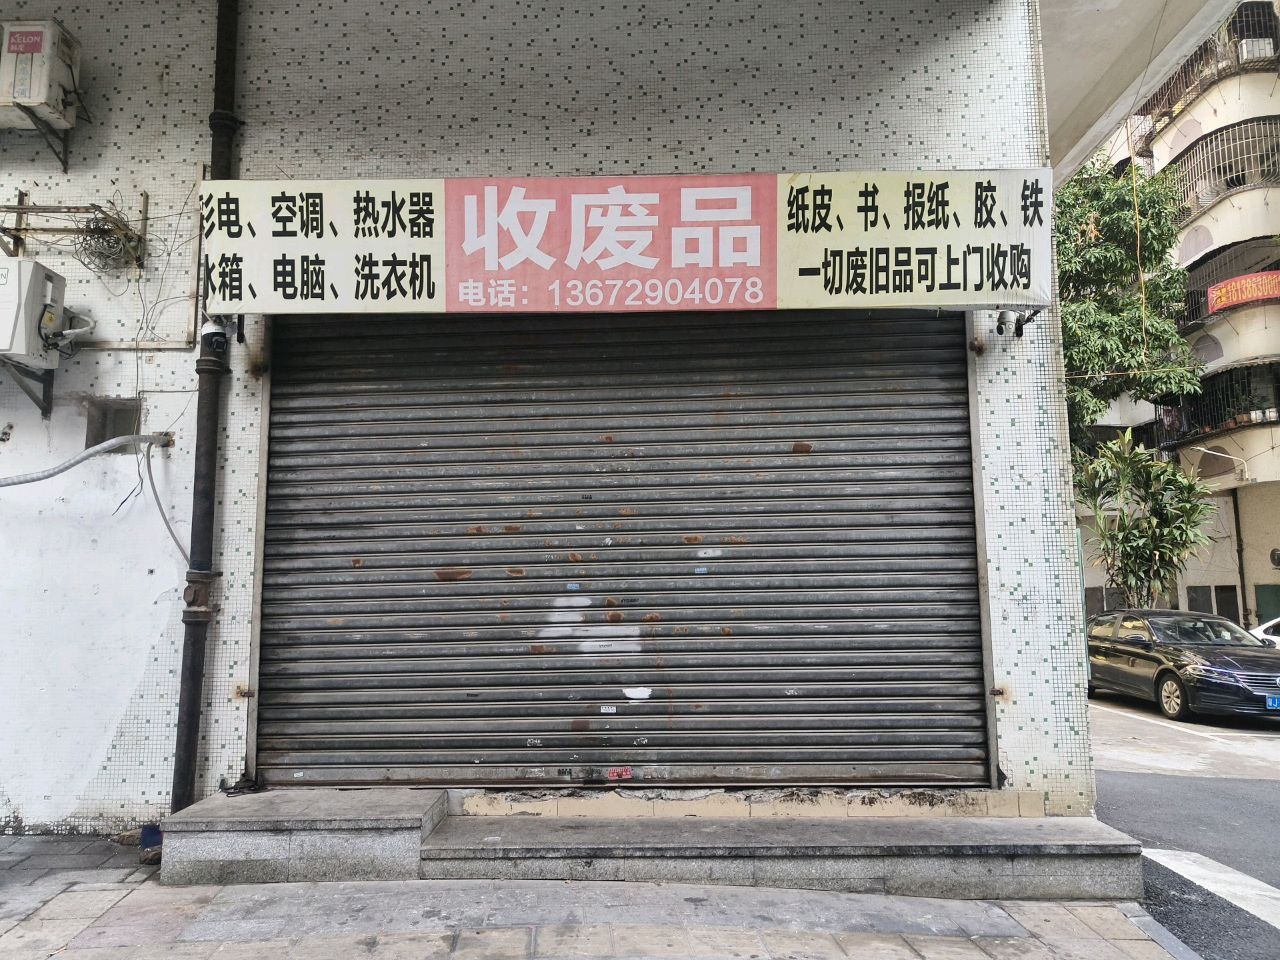 KELON
彩电、空调、热水器
冰箱、电脑、洗衣机
收废品
电话：13672904078
纸皮、书、报纸、胶、铁
一切废旧品可上门收购